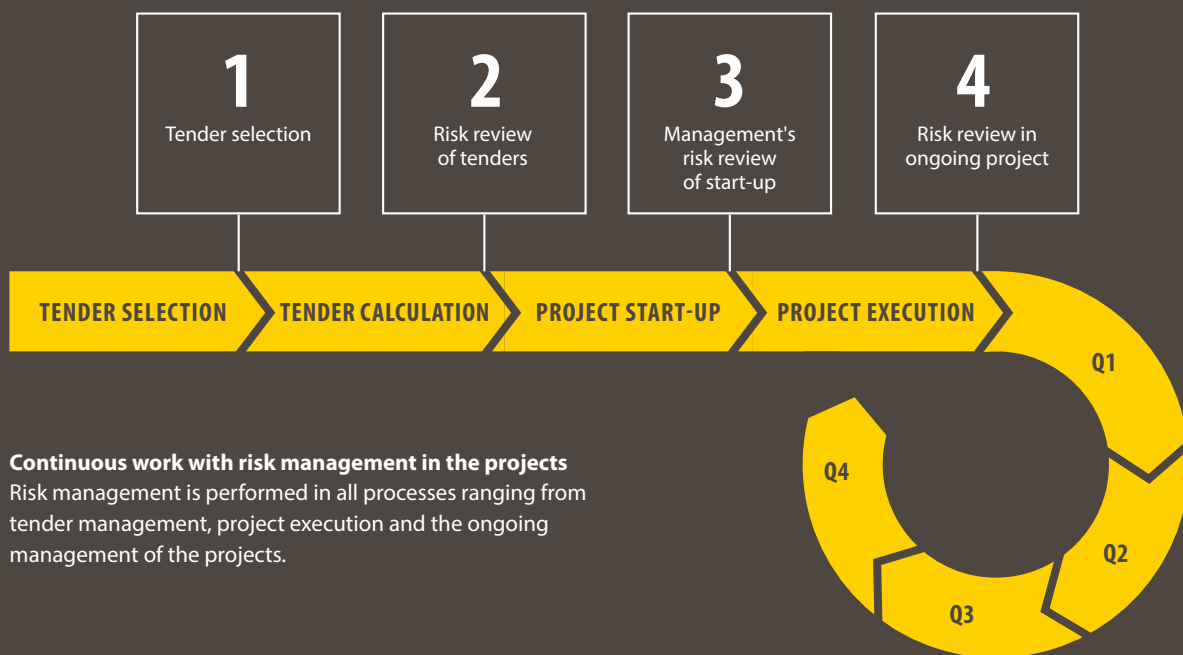 1
Tender selection
2
Risk review
of tenders
3
Management's
risk review
of start-up
4
Risk review in
ongoing project
TENDER SELECTION
TENDER CALCULATION
PROJECT START-UP
PROJECT EXECUTION
Q1
Q2
Q3
Q4
Continuous work with risk management in the projects
Risk management is performed in all processes ranging from
tender management, project execution and the ongoing
management of the projects.